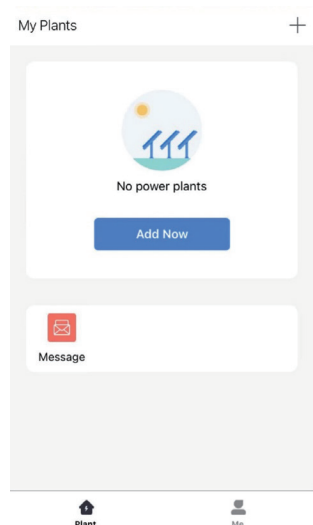 My Plants
No power plants
Add Now
Message
Plant
Me